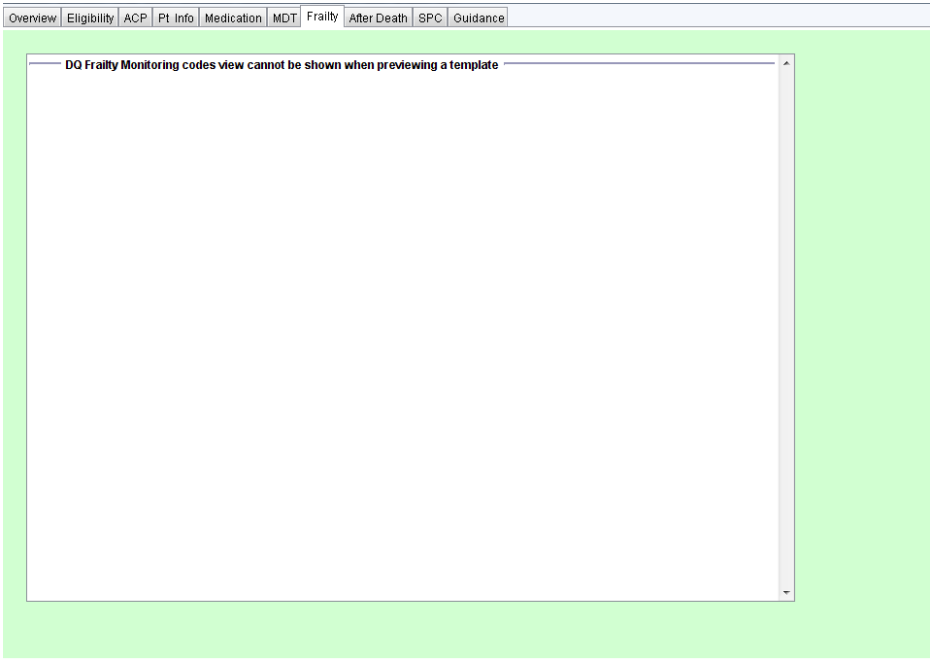 Overview Eligibility ACP Pt Info Medication MDT Frailty After Death SPC Guidance
DQ Frailty Monitoring codes view cannot be shown when previewing a template